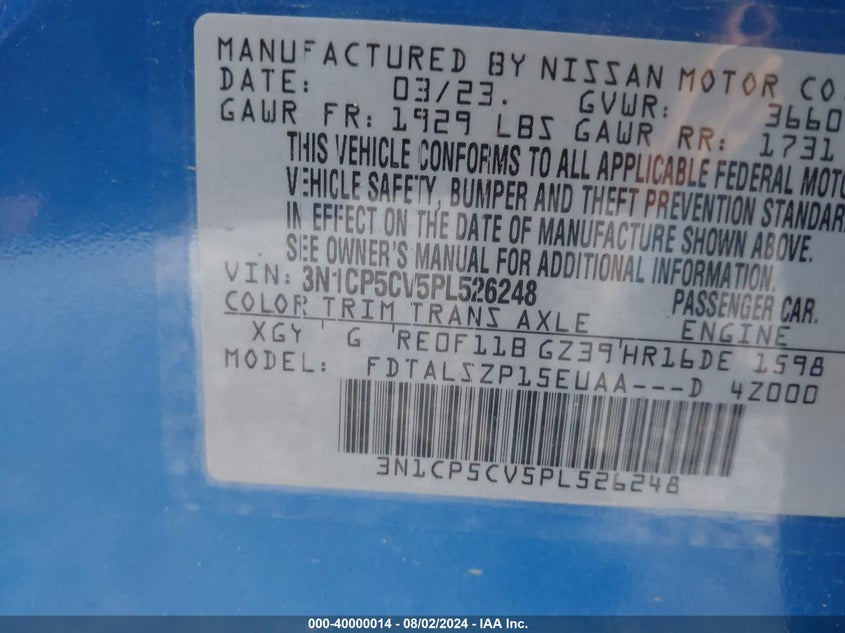 MANUFACTURED BY NISSAN MOTOR CO.
DATE: 03/23. GVWR: 3660
GAWR FR: 1929 LBS GAWR RR: 1731
THIS VEHICLE CONFORMS TO ALL APPLICABLE FEDERAL MOTO
VEHICLE SAFETY, BUMPER AND THEFT PREVENTION STANDAR
IN EFFECT ON THE DATE OF MANUFACTURE SHOWN ABOVE.
SEE OWNER'S MANUAL FOR ADDITIONAL INFORMATION.
VIN: 3N1CP5CV5PL526248 PASSENGER CAR.
COLOR TRIM TRANS AXLE ENGINE
XGY ' G 'RE0F11B GZ39'HR16DE 1598
MODEL: FDTALSZP15EUAA---D 4Z000
3N1CP5CV5PL526248
000-40000014 - 08/02/2024 - IAA Inc.